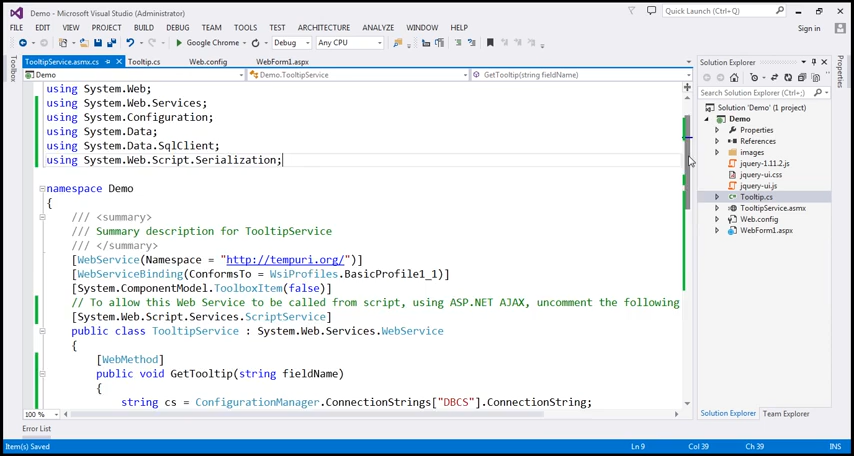 Demo - Microsoft Visual Studio (Administrator)
Quick Launch (Ctrl+Q)
FILE EDIT VIEW PROJECT BUILD DEBUG TEAM TOOLS TEST ARCHITECTURE ANALYZE WINDOW HELP
Sign in
Google Chrome Debug Any CPU
TooltipService.asmx.cs Tooltip.cs Web.config WebForm1.aspx
Toolbox
Demo Demo.TooltipService GetTooltip(string fieldName)
using System.Web;
using System.Web.Services;
using System.Configuration;
using System.Data;
using System.Data.SqlClient;
using System.Web.Script.Serialization;
namespace Demo
{
/// <summary>
/// Summary description for TooltipService
/// </summary>
[WebService(Namespace = "http://tempuri.org/")]
[WebServiceBinding(ConformsTo = WsiProfiles.BasicProfile1_1)]
[System.ComponentModel.ToolboxItem(false)]
// To allow this Web Service to be called from script, using ASP.NET AJAX, uncomment the following
[System.Web.Script.Services.ScriptService]
public class TooltipService : System.Web.Services.WebService
{
[WebMethod]
public void GetTooltip(string fieldName)
{
string cs = ConfigurationManager.ConnectionStrings["DBCS"].ConnectionString;
100 %
Solution Explorer
Search Solution Explorer (Ctrl+;)
Solution 'Demo' (1 project)
Demo
Properties
References
images
jquery-1.11.2.js
jquery-ui.css
jquery-ui.js
Tooltip.cs
TooltipService.asmx
Web.config
WebForm1.aspx
Solution Explorer Team Explorer
Properties
Error List
Item(s) Saved Ln 9 Col 39 Ch 39 INS